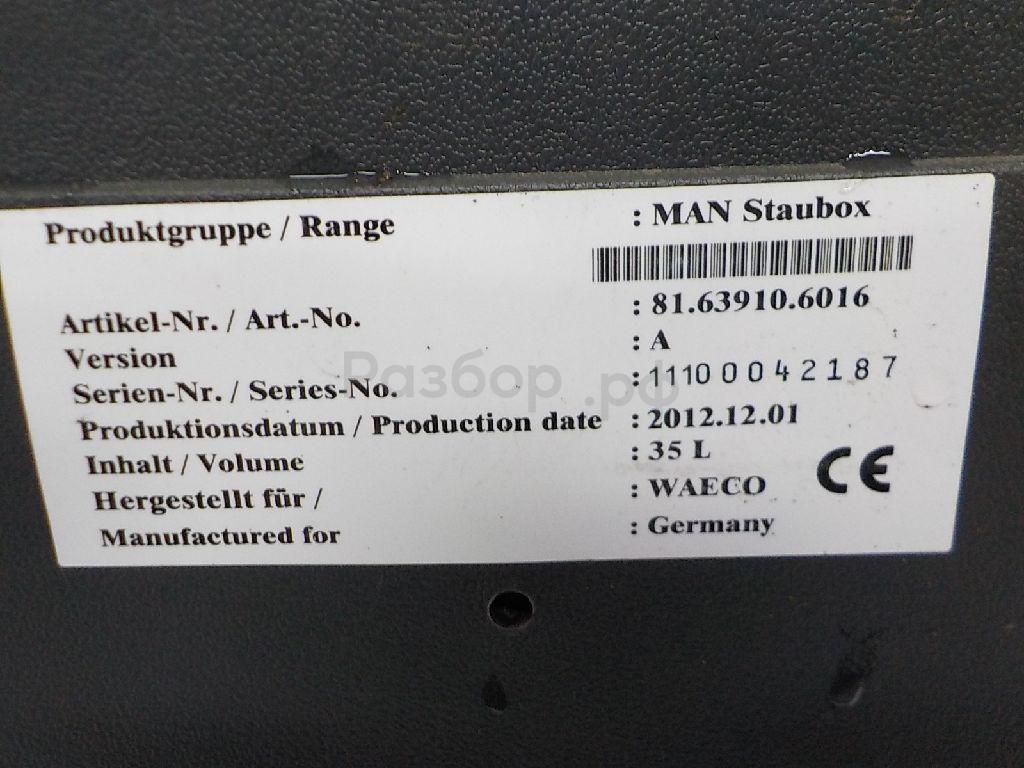 Produktgruppe / Range : MAN Staubox
Artikel-Nr. / Art.-No. : 81.63910.6016
Version : A
Serien-Nr. / Series-No. : 11100042187
Разбор.рф
Produktionsdatum / Production date : 2012.12.01
Inhalt / Volume : 35 L
Hergestellt für / : WAECO CE
Manufactured for : Germany